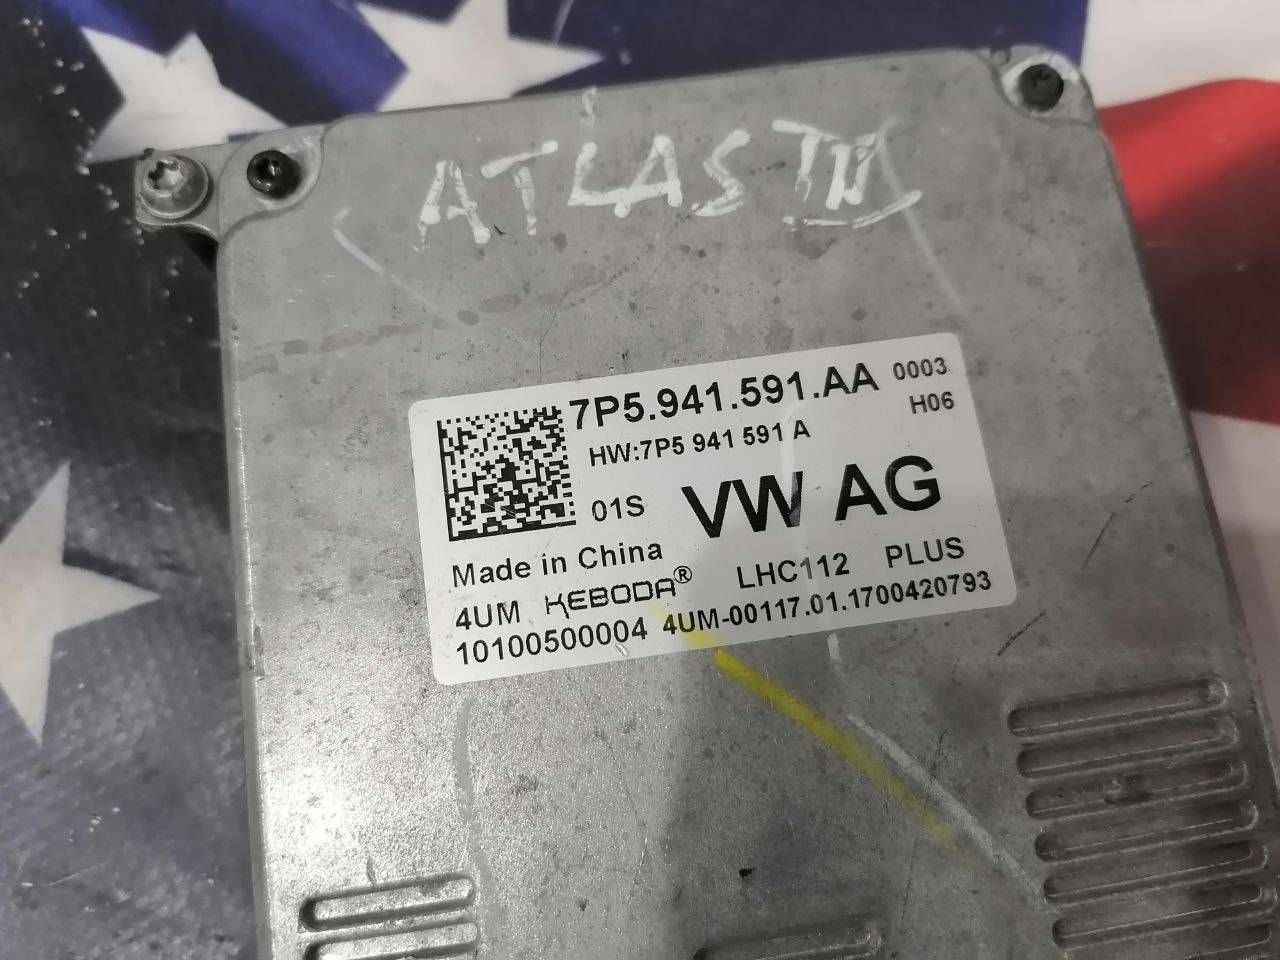 ATLAS III
7P5.941.591.AA 0003
HW:7P5 941 591 A H06
01S VW AG
Made in China
4UM KEBODA® LHC112 PLUS
10100500004 4UM-00117.01.1700420793